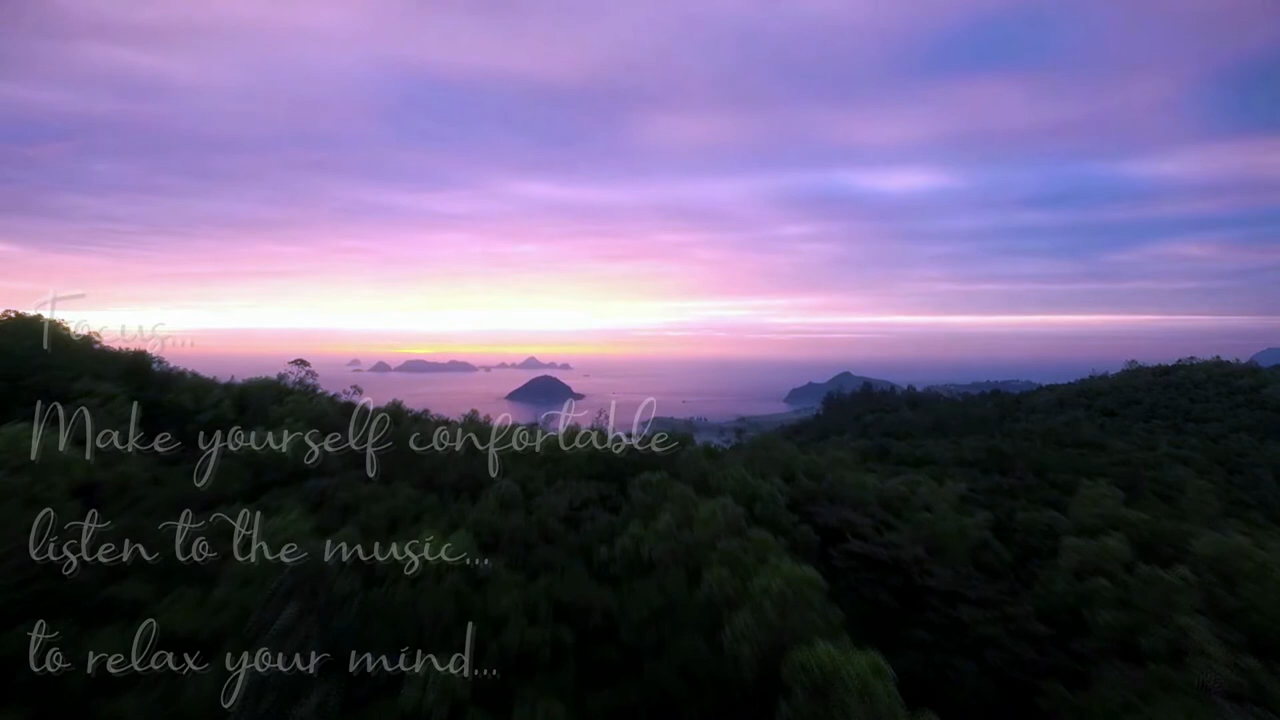 Focus...
Make yourself confortable
listen to the music...
to relax your mind...